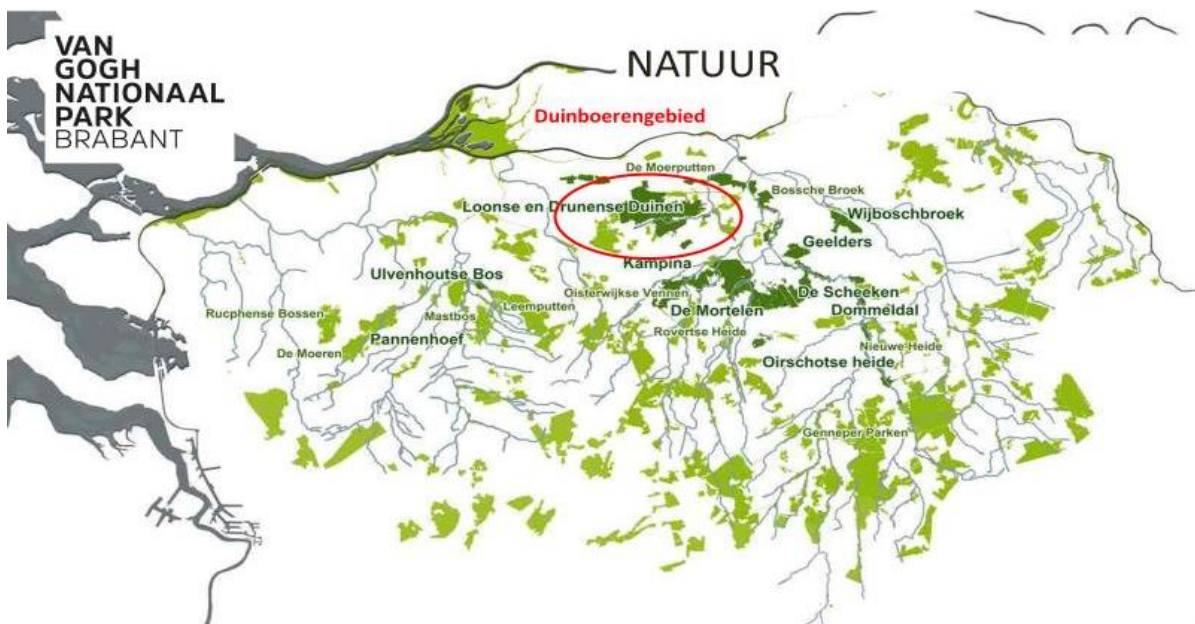 VAN
GOGH
NATIONAAL
PARK
BRABANT
NATUUR
Duinboerengebied
De Moerputten
Bossche Broek
Loonse en Drunense Duinen
Wijboschbroek
Geelders
Kampina
Ulvenhoutse Bos
Oisterwijkse Vennen
De Scheeken
Leemputten
Rucphense Bossen
Mastbos
De Mortelen
Dommeldal
Rovertse Heide
Pannenhoef
Nieuwe Heide
De Moeren
Oirschotse heide
Genneper Parken